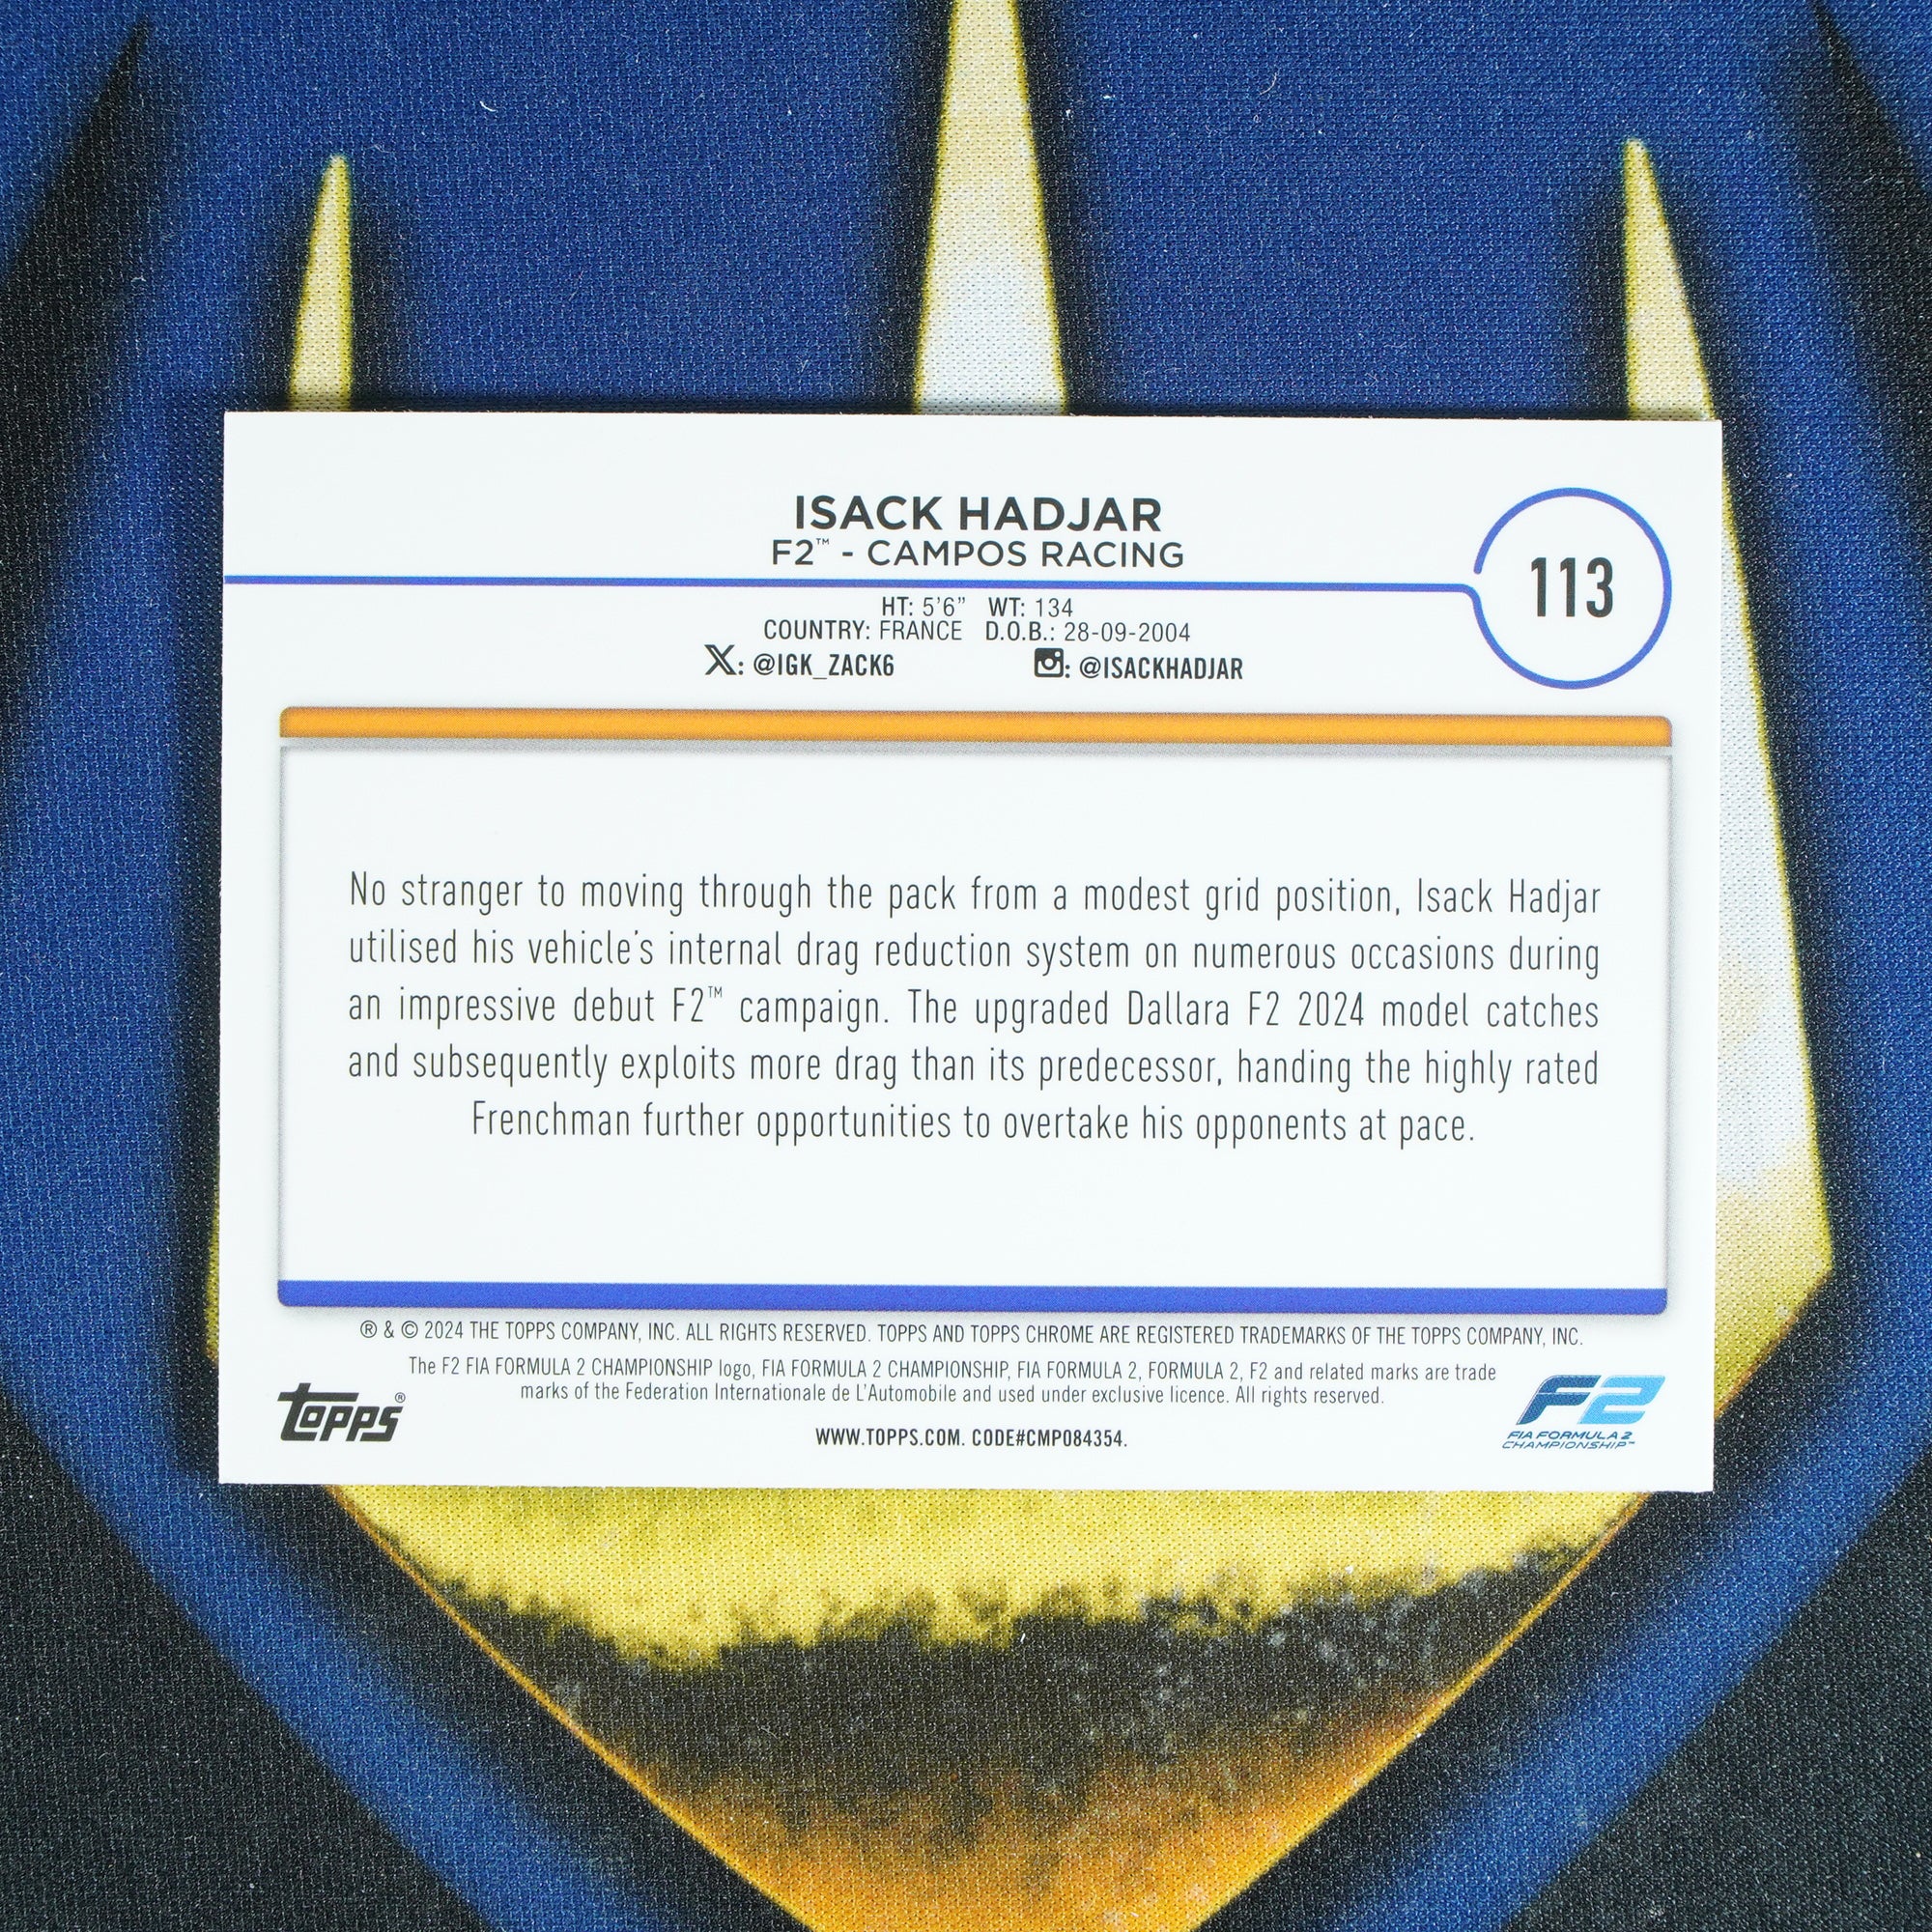 ISACK HADJAR
F2™ - CAMPOS RACING
113
HT: 5'6” WT: 134
COUNTRY: FRANCE D.O.B.: 28-09-2004
X: @IGK_ZACK6 : @ISACKHADJAR
No stranger to moving through the pack from a modest grid position, Isack Hadjar
utilised his vehicle's internal drag reduction system on numerous occasions during
an impressive debut F2™ campaign. The upgraded Dallara F2 2024 model catches
and subsequently exploits more drag than its predecessor, handing the highly rated
Frenchman further opportunities to overtake his opponents at pace.
® & © 2024 THE TOPPS COMPANY, INC. ALL RIGHTS RESERVED. TOPPS AND TOPPS CHROME ARE REGISTERED TRADEMARKS OF THE TOPPS COMPANY, INC.
The F2 FIA FORMULA 2 CHAMPIONSHIP logo, FIA FORMULA 2 CHAMPIONSHIP, FIA FORMULA 2, FORMULA 2, F2 and related marks are trade
marks of the Federation Internationale de L'Automobile and used under exclusive licence. All rights reserved.
WWW.TOPPS.COM. CODE#CMP084354.
topps®
F2
FIA FORMULA 2
CHAMPIONSHIP™